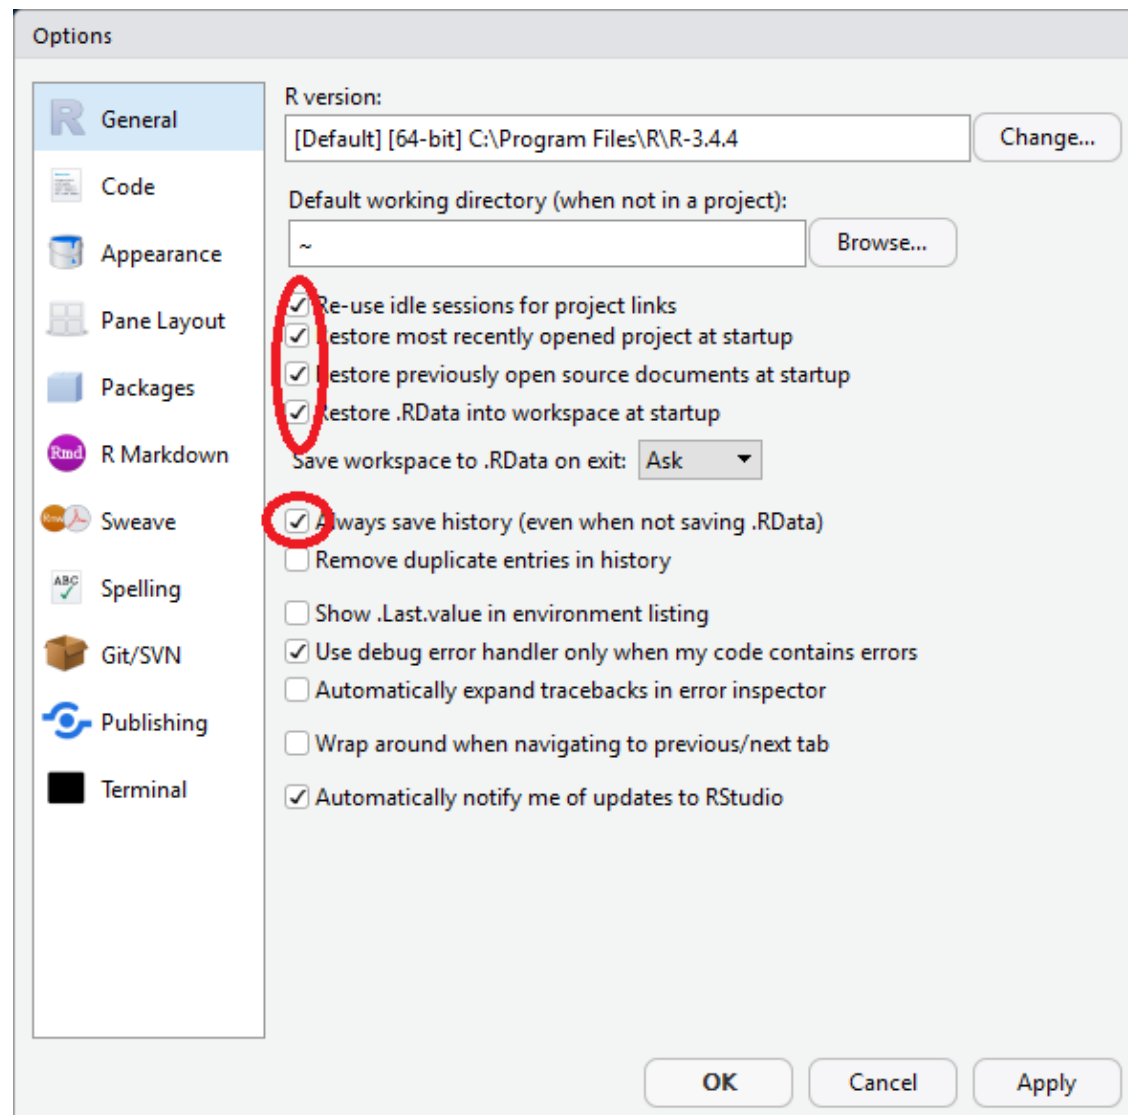 Options
General
Code
Appearance
Pane Layout
Packages
Rmd R Markdown
Rnw Sweave
ABC Spelling
Git/SVN
Publishing
Terminal
R version:
[Default] [64-bit] C:\Program Files\R\R-3.4.4
Change...
Default working directory (when not in a project):
~
Browse...
Re-use idle sessions for project links
Restore most recently opened project at startup
Restore previously open source documents at startup
Restore .RData into workspace at startup
Save workspace to .RData on exit: Ask
Always save history (even when not saving .RData)
Remove duplicate entries in history
Show .Last.value in environment listing
Use debug error handler only when my code contains errors
Automatically expand tracebacks in error inspector
Wrap around when navigating to previous/next tab
Automatically notify me of updates to RStudio
OK Cancel Apply